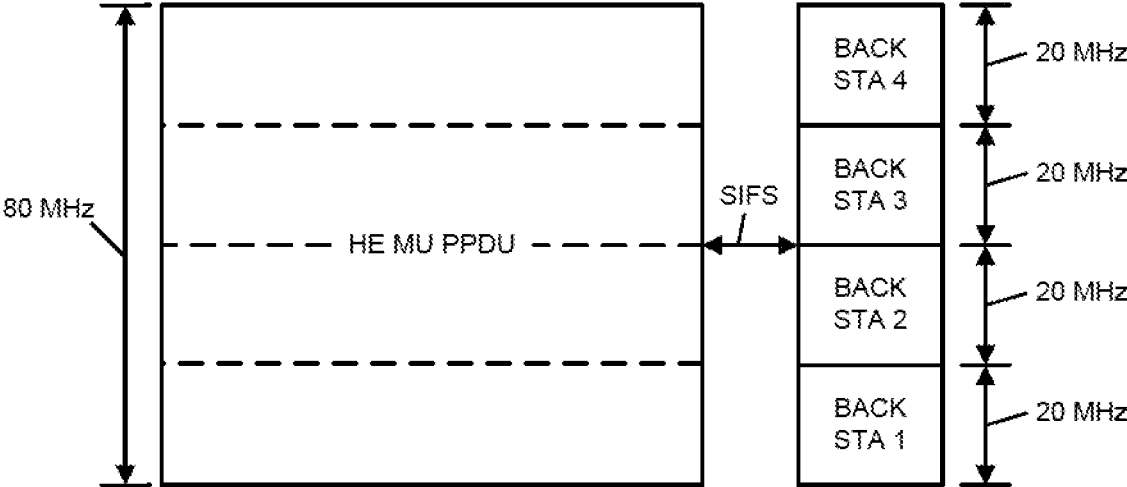 80 MHz
HE MU PPDU
SIFS
BACK
STA 4
20 MHz
BACK
STA 3
20 MHz
BACK
STA 2
20 MHz
BACK
STA 1
20 MHz